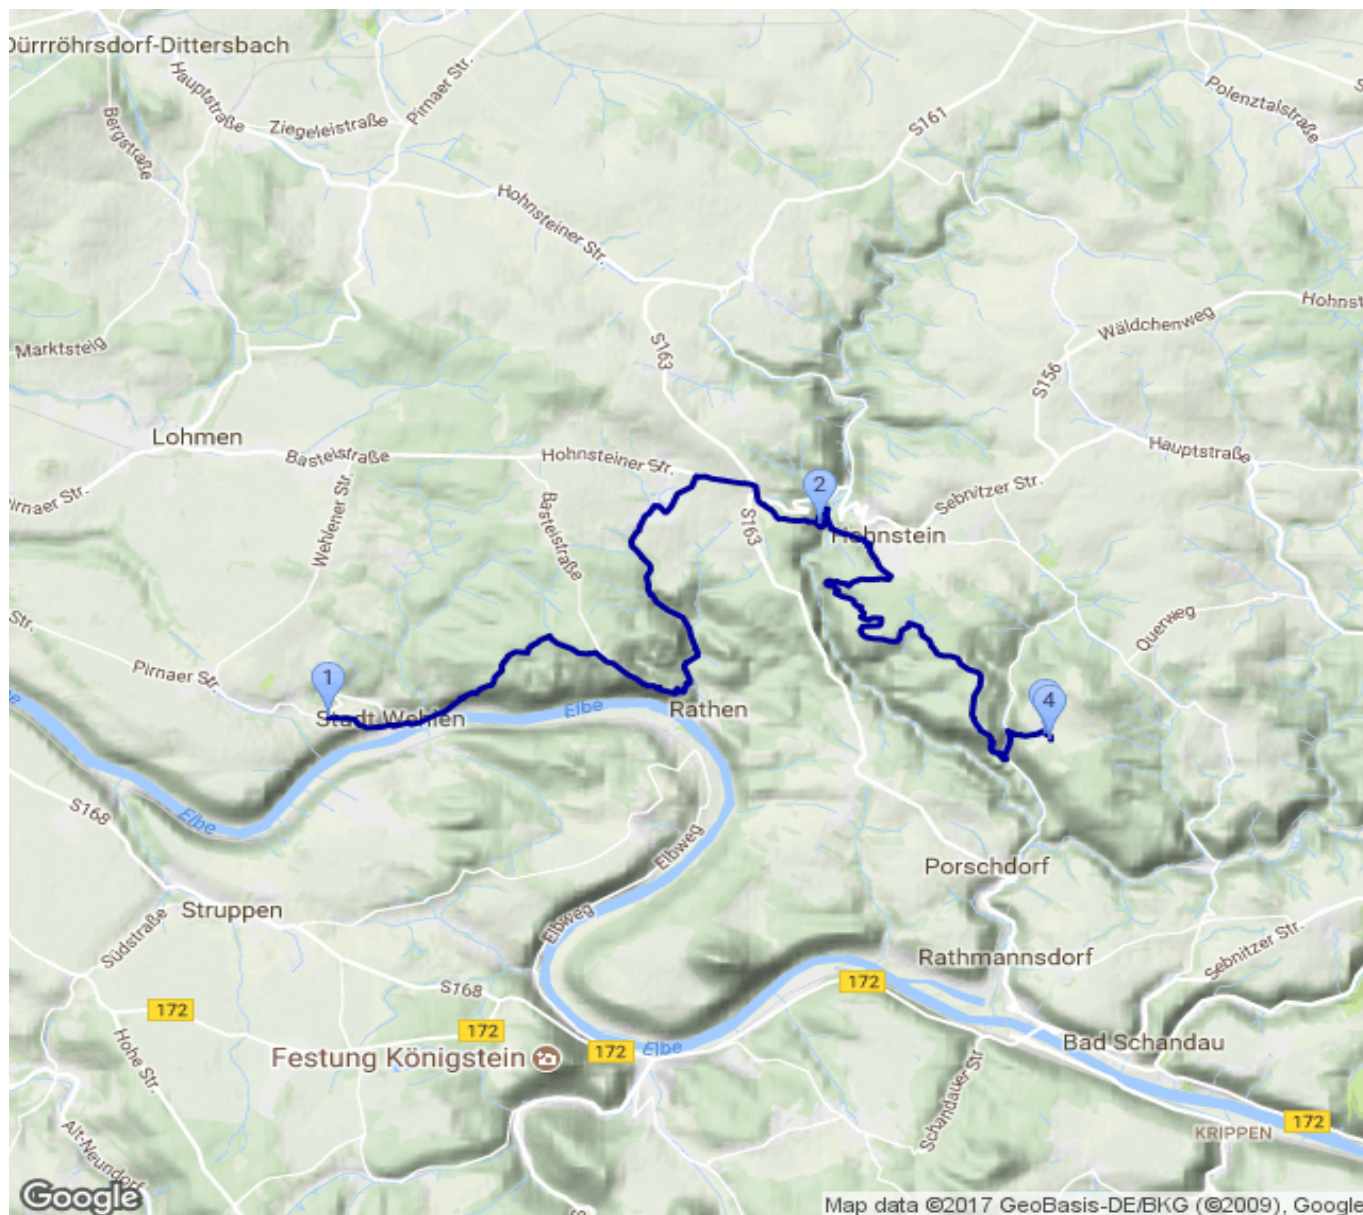 Dürrröhrsdorf-Dittersbach
Hauptstraße
Pirnaer Str.
Ziegeleistraße
Bergstraße
S161
Polenztalstraße
Hohnsteiner Str.
Hohnst
Wäldchenweg
Marktsteig
S163
S156
Lohmen
Basteistraße
Hohnsteiner Str.
Hauptstraße
irnaer Str.
Wehlener Str.
Basteistraße
2
S163
Sebnitzer Str.
Hohnstein
Str.
Querweg
Pirnaer Str.
1
4
Stadt Wehlen
Elbe
Rathen
be
S168
Elbe
Elbweg
Porschdorf
Struppen
Südstraße
Elbweg
Rathmannsdorf
Sebnitzer Str.
172
S168
172
172
Hohe Str.
Festung Königstein
172
Elbe
Bad Schandau
Schandauer Str
172
KRIPPEN
Alt-Neundorf
Google
Map data ©2017 GeoBasis-DE/BKG (©2009), Google